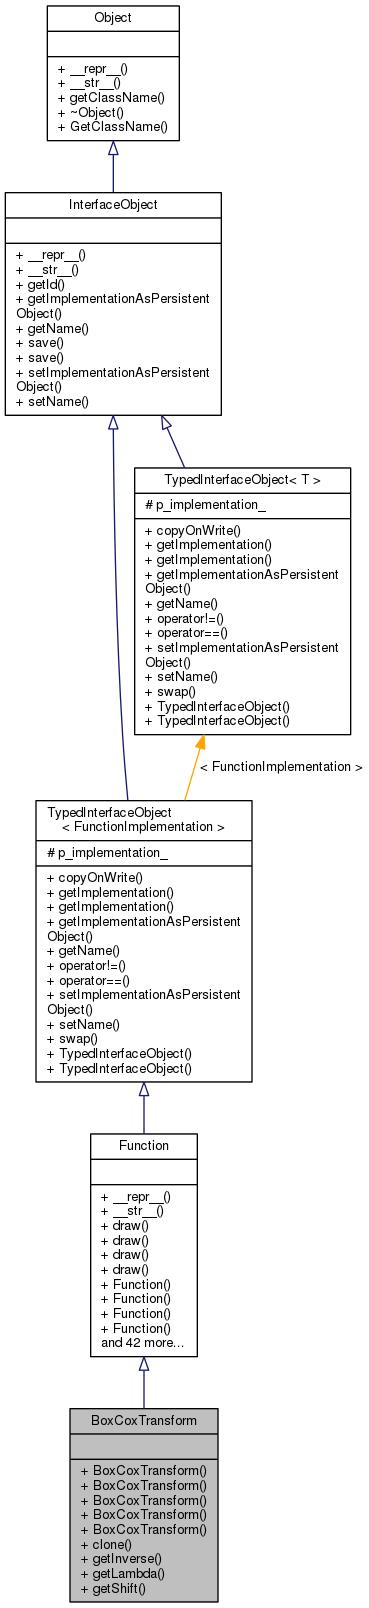 Object
+ __repr__()
+ __str__()
+ getClassName()
+ ~Object()
+ GetClassName()
InterfaceObject
+ __repr__()
+ __str__()
+ getId()
+ getImplementationAsPersistent
Object()
+ getName()
+ save()
+ save()
+ setImplementationAsPersistent
Object()
+ setName()
TypedInterfaceObject< T >
# p_implementation_
+ copyOnWrite()
+ getImplementation()
+ getImplementation()
+ getImplementationAsPersistent
Object()
+ getName()
+ operator!=()
+ operator==()
+ setImplementationAsPersistent
Object()
+ setName()
+ swap()
+ TypedInterfaceObject()
+ TypedInterfaceObject()
< FunctionImplementation >
TypedInterfaceObject
< FunctionImplementation >
# p_implementation_
+ copyOnWrite()
+ getImplementation()
+ getImplementation()
+ getImplementationAsPersistent
Object()
+ getName()
+ operator!=()
+ operator==()
+ setImplementationAsPersistent
Object()
+ setName()
+ swap()
+ TypedInterfaceObject()
+ TypedInterfaceObject()
Function
+ __repr__()
+ __str__()
+ draw()
+ draw()
+ draw()
+ draw()
+ Function()
+ Function()
+ Function()
+ Function()
and 42 more...
BoxCoxTransform
+ BoxCoxTransform()
+ BoxCoxTransform()
+ BoxCoxTransform()
+ BoxCoxTransform()
+ BoxCoxTransform()
+ clone()
+ getInverse()
+ getLambda()
+ getShift()